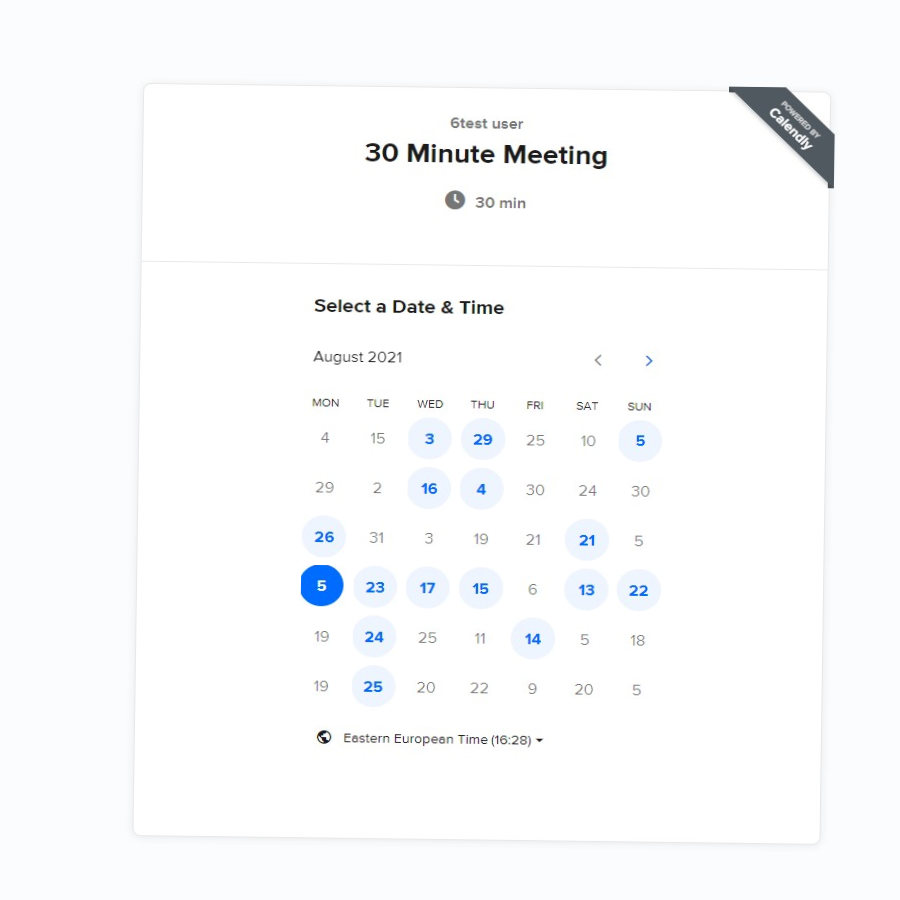 POWERED BY
Calendly
6test user
30 Minute Meeting
30 min
Select a Date & Time
August 2021
MON TUE WED THU FRI SAT SUN
4 15 3 29 25 10 5
29 2 16 4 30 24 30
26 31 3 19 21 21 5
5 23 17 15 6 13 22
19 24 25 11 14 5 18
19 25 20 22 9 20 5
Eastern European Time (16:28)